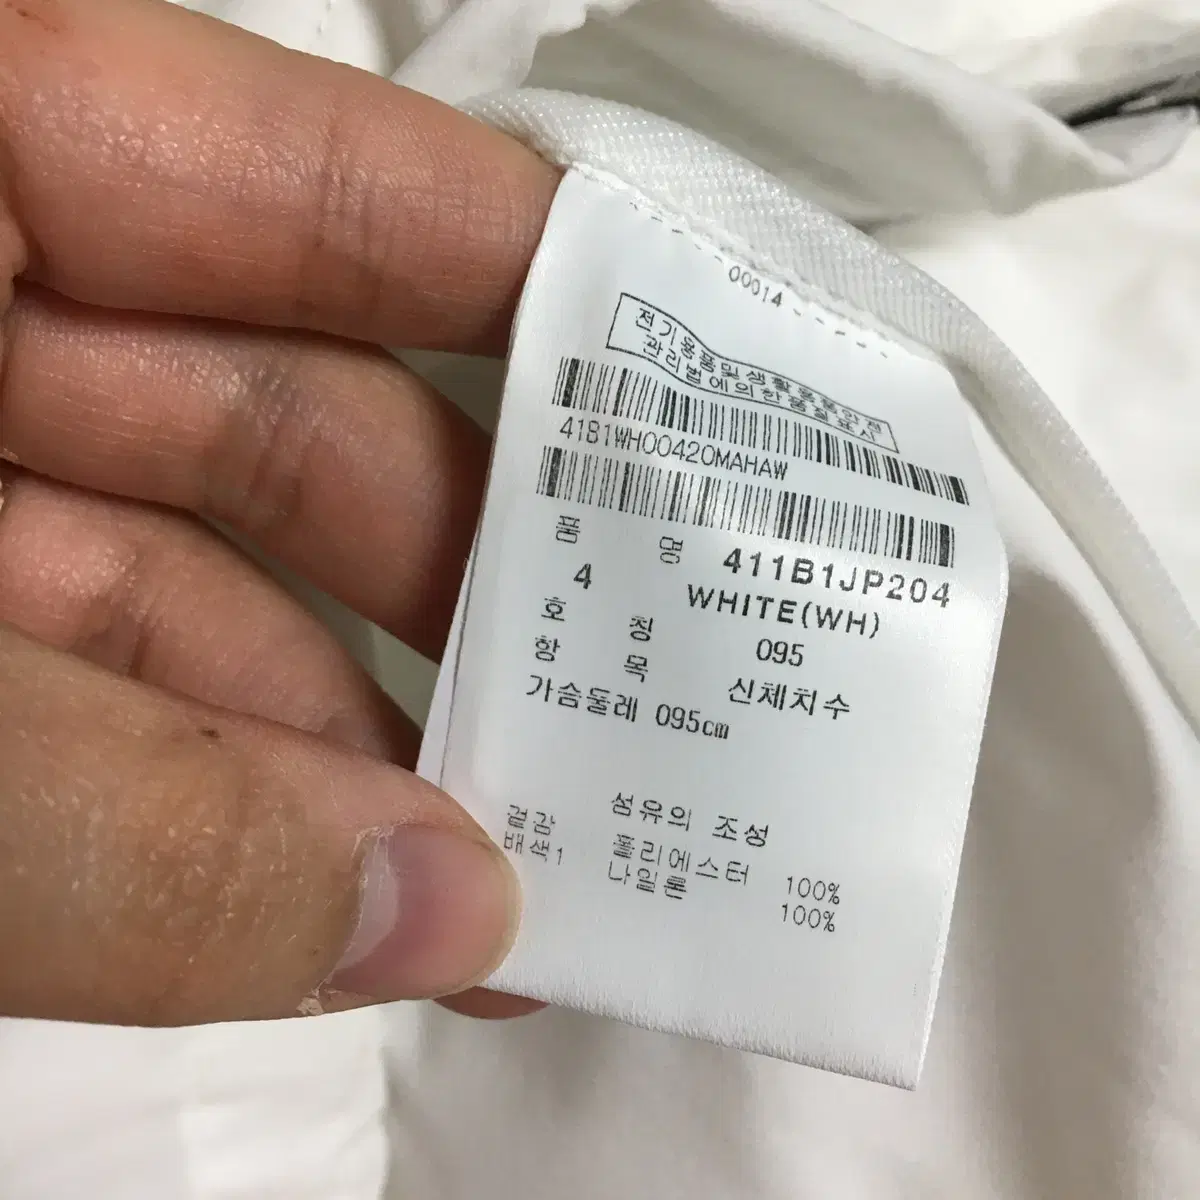 00014
전기용품및생활용품안전
관리법에의한품질표시
41B1WH00420MAHAW
품 명 411B1JP204
4 WHITE(WH)
호 칭 095
항 목 신체치수
가슴둘레 095cm
섬유의 조성
겉감 폴리에스터 100%
배색1 나일론 100%